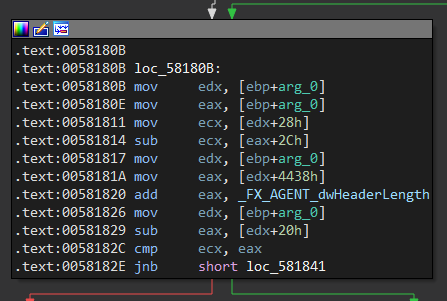 .text:0058180B
.text:0058180B loc_58180B:
.text:0058180B mov edx, [ebp+arg_0]
.text:0058180E mov eax, [ebp+arg_0]
.text:00581811 mov ecx, [edx+28h]
.text:00581814 sub ecx, [eax+2Ch]
.text:00581817 mov edx, [ebp+arg_0]
.text:0058181A mov eax, [edx+4438h]
.text:00581820 add eax, _FX_AGENT_dwHeaderLength
.text:00581826 mov edx, [ebp+arg_0]
.text:00581829 sub eax, [edx+20h]
.text:0058182C cmp ecx, eax
.text:0058182E jnb short loc_581841